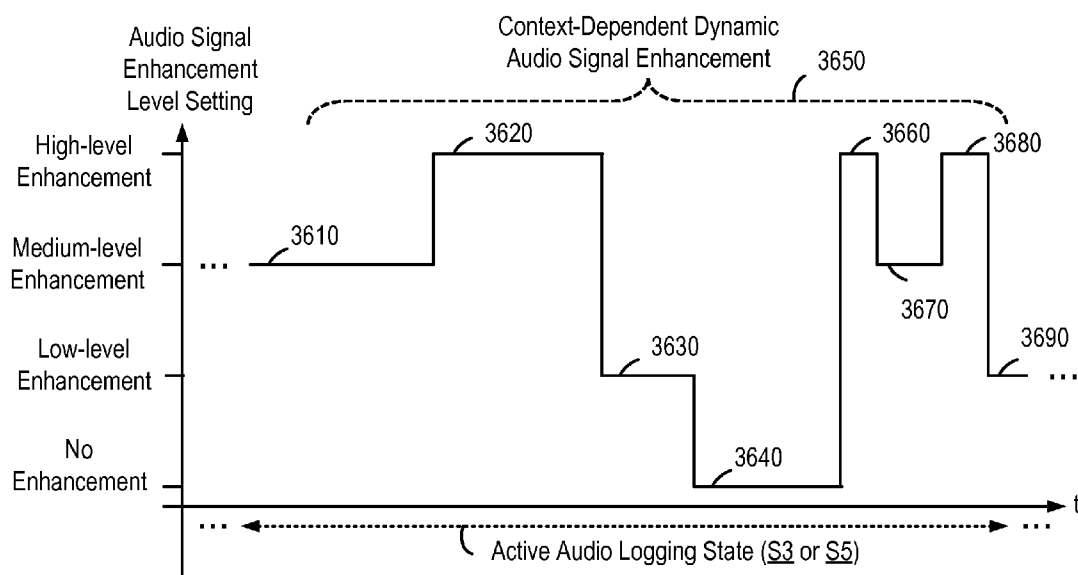 Context-Dependent Dynamic
Audio Signal Enhancement
3650
Audio Signal
Enhancement
Level Setting
High-level
Enhancement
3620
3660
3680
Medium-level
Enhancement
...
3610
3670
Low-level
Enhancement
3630
3690
...
No
Enhancement
3640
t
...
...
Active Audio Logging State (S3 or S5)